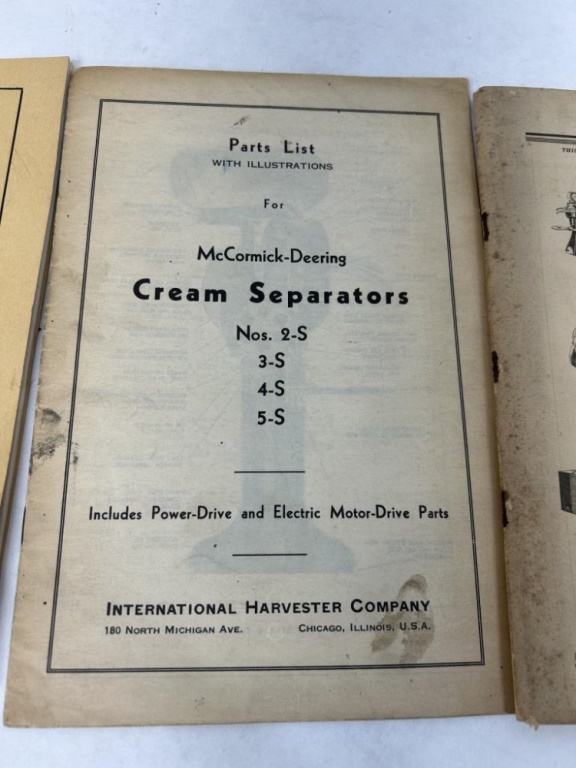 Parts List
WITH ILLUSTRATIONS
For
McCormick-Deering
Cream Separators
Nos. 2-S
3-S
4-S
5-S
Includes Power-Drive and Electric Motor-Drive Parts
INTERNATIONAL HARVESTER COMPANY
180 NORTH MICHIGAN AVE. CHICAGO, ILLINOIS, U.S.A.